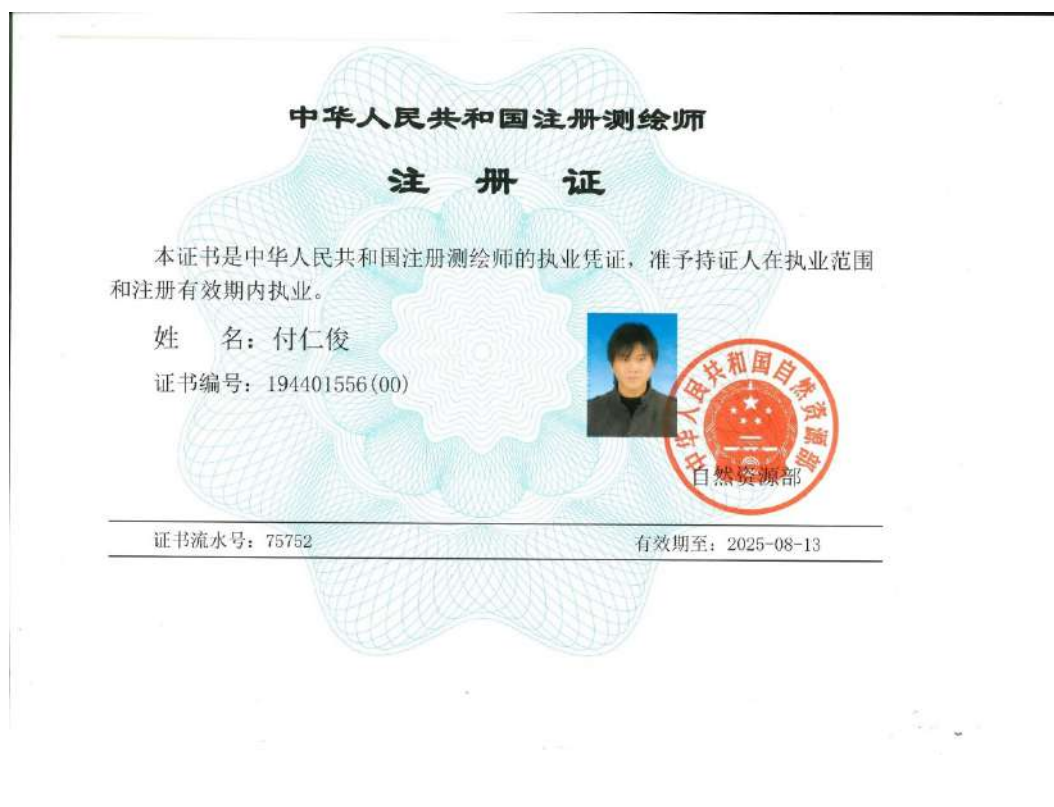 中华人民共和国注册测绘师
注 册 证
本证书是中华人民共和国注册测绘师的执业凭证，准予持证人在执业范围
和注册有效期内执业。
姓 名：付仁俊
证书编号：194401556(00)
中华人民共和国自然资源部
自然资源部
证书流水号：75752
有效期至：2025-08-13